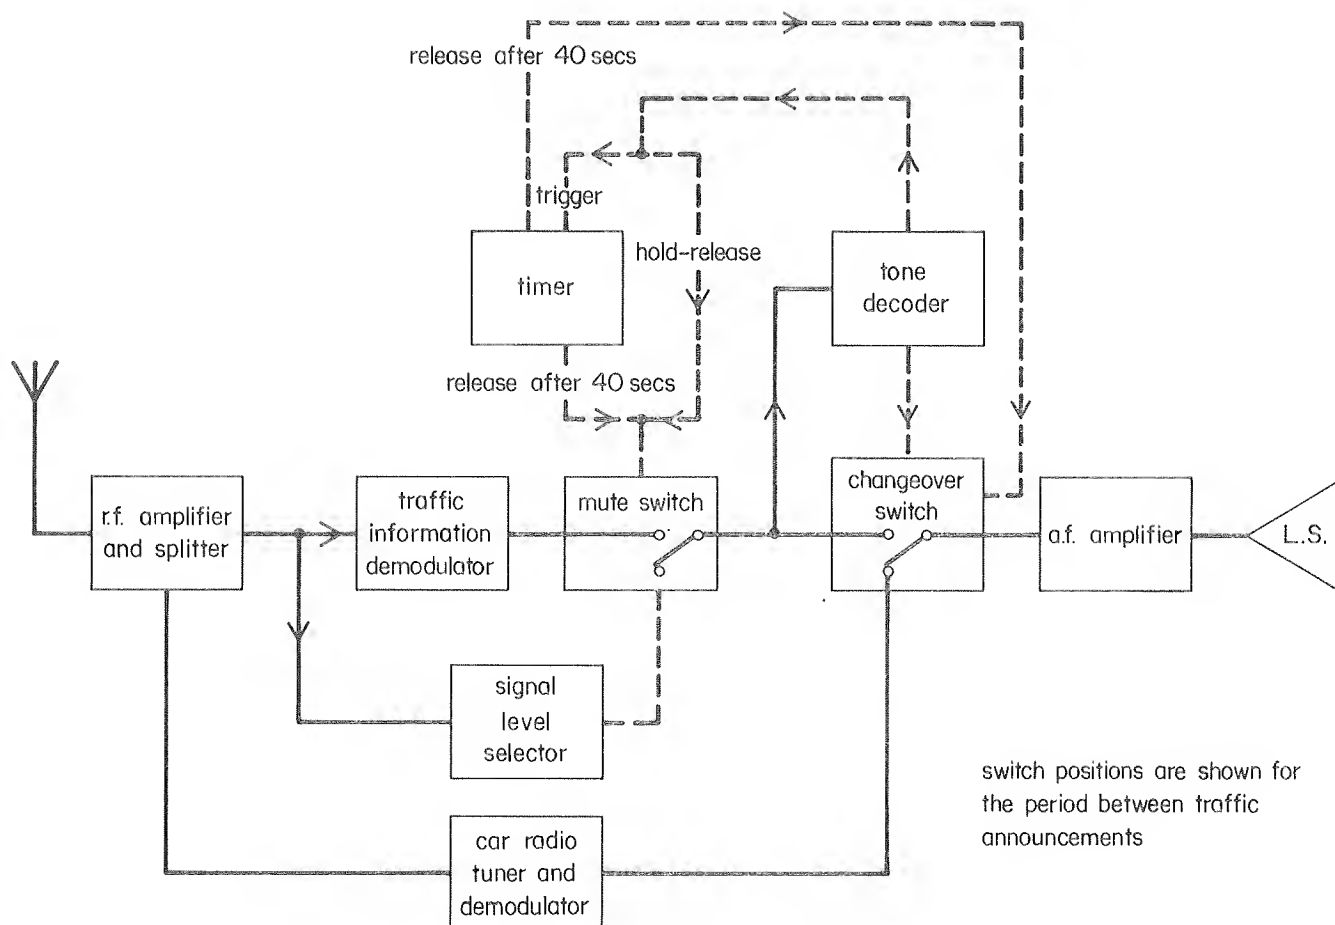 release after 40 secs
trigger
hold-release
timer
tone
decoder
release after 40 secs
r.f. amplifier
and splitter
traffic
information
demodulator
mute switch
changeover
switch
a.f. amplifier
L.S.
signal
level
selector
switch positions are shown for
the period between traffic
announcements
car radio
tuner and
demodulator